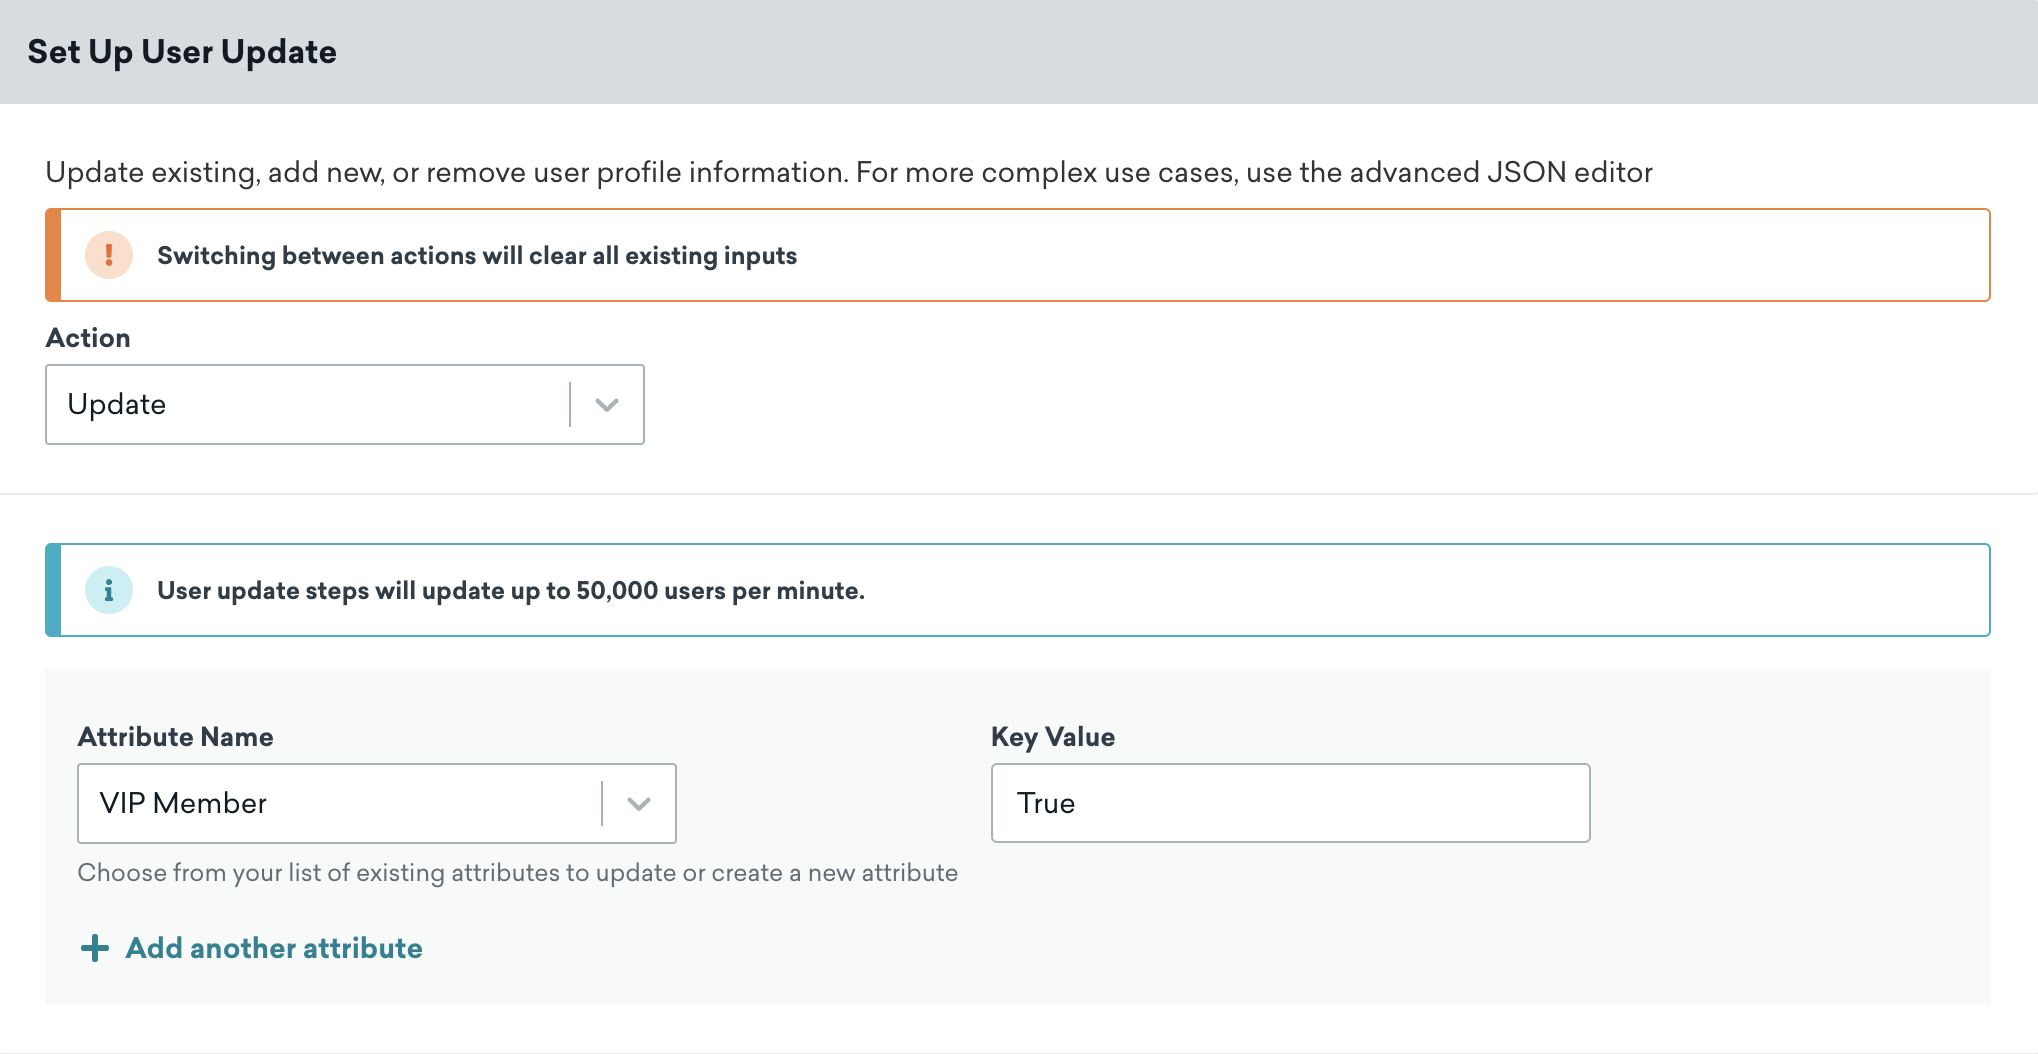 Set Up User Update
Update existing, add new, or remove user profile information. For more complex use cases, use the advanced JSON editor
Switching between actions will clear all existing inputs
Action
Update
User update steps will update up to 50,000 users per minute.
Attribute Name
Key Value
VIP Member
True
Choose from your list of existing attributes to update or create a new attribute
Add another attribute